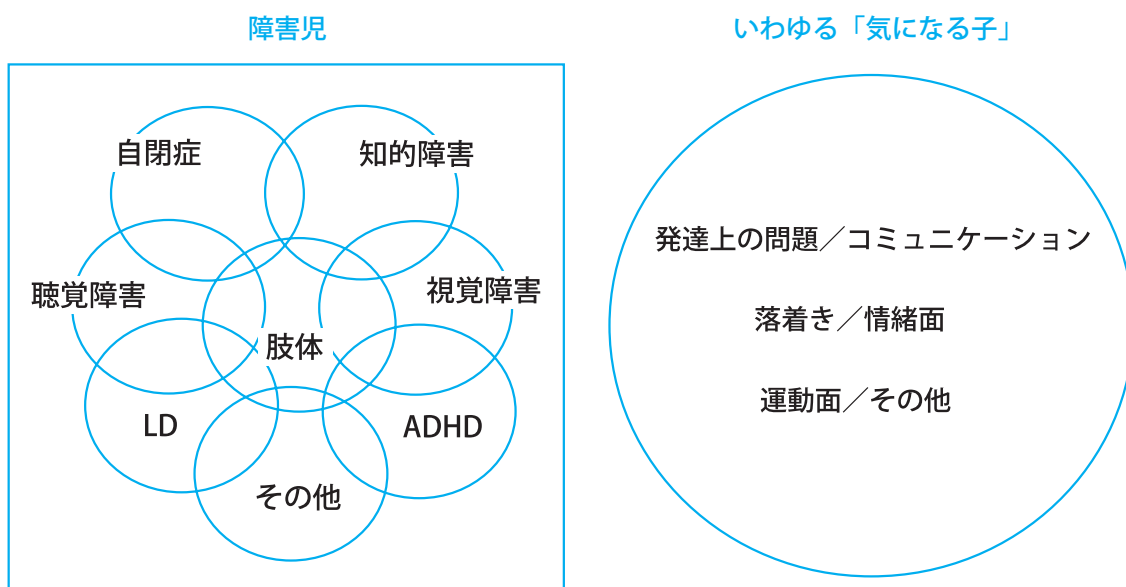 障害児
いわゆる「気になる子」
自閉症
知的障害
聴覚障害
視覚障害
肢体
LD
ADHD
その他
発達上の問題／コミュニケーション
落着き／情緒面
運動面／その他